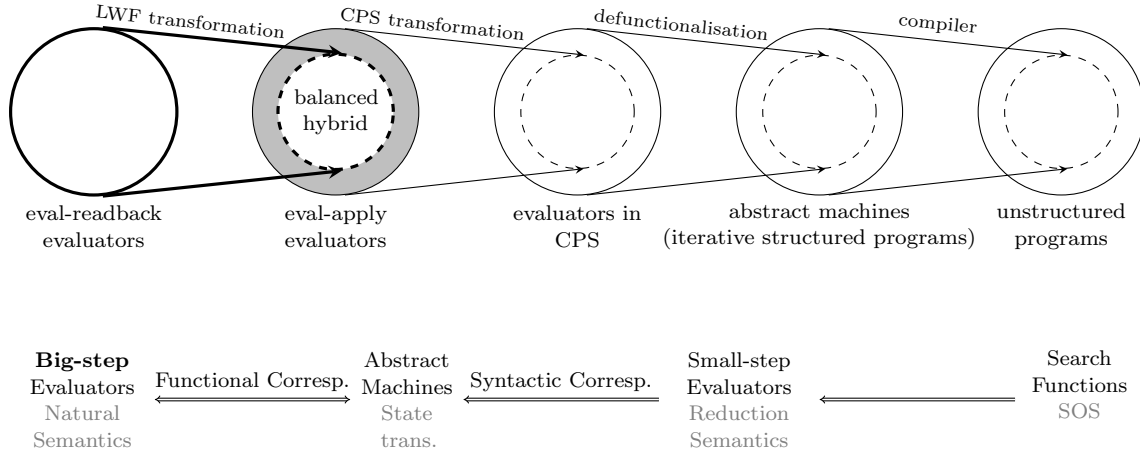 LWF transformation
CPS transformation
defunctionalisation
compiler
balanced
hybrid
eval-readback
evaluators
eval-apply
evaluators
evaluators in
CPS
abstract machines
(iterative structured programs)
unstructured
programs
Big-step
Evaluators
Natural
Semantics
Functional Corresp.
Abstract
Machines
State
trans.
Syntactic Corresp.
Small-step
Evaluators
Reduction
Semantics
Search
Functions
SOS